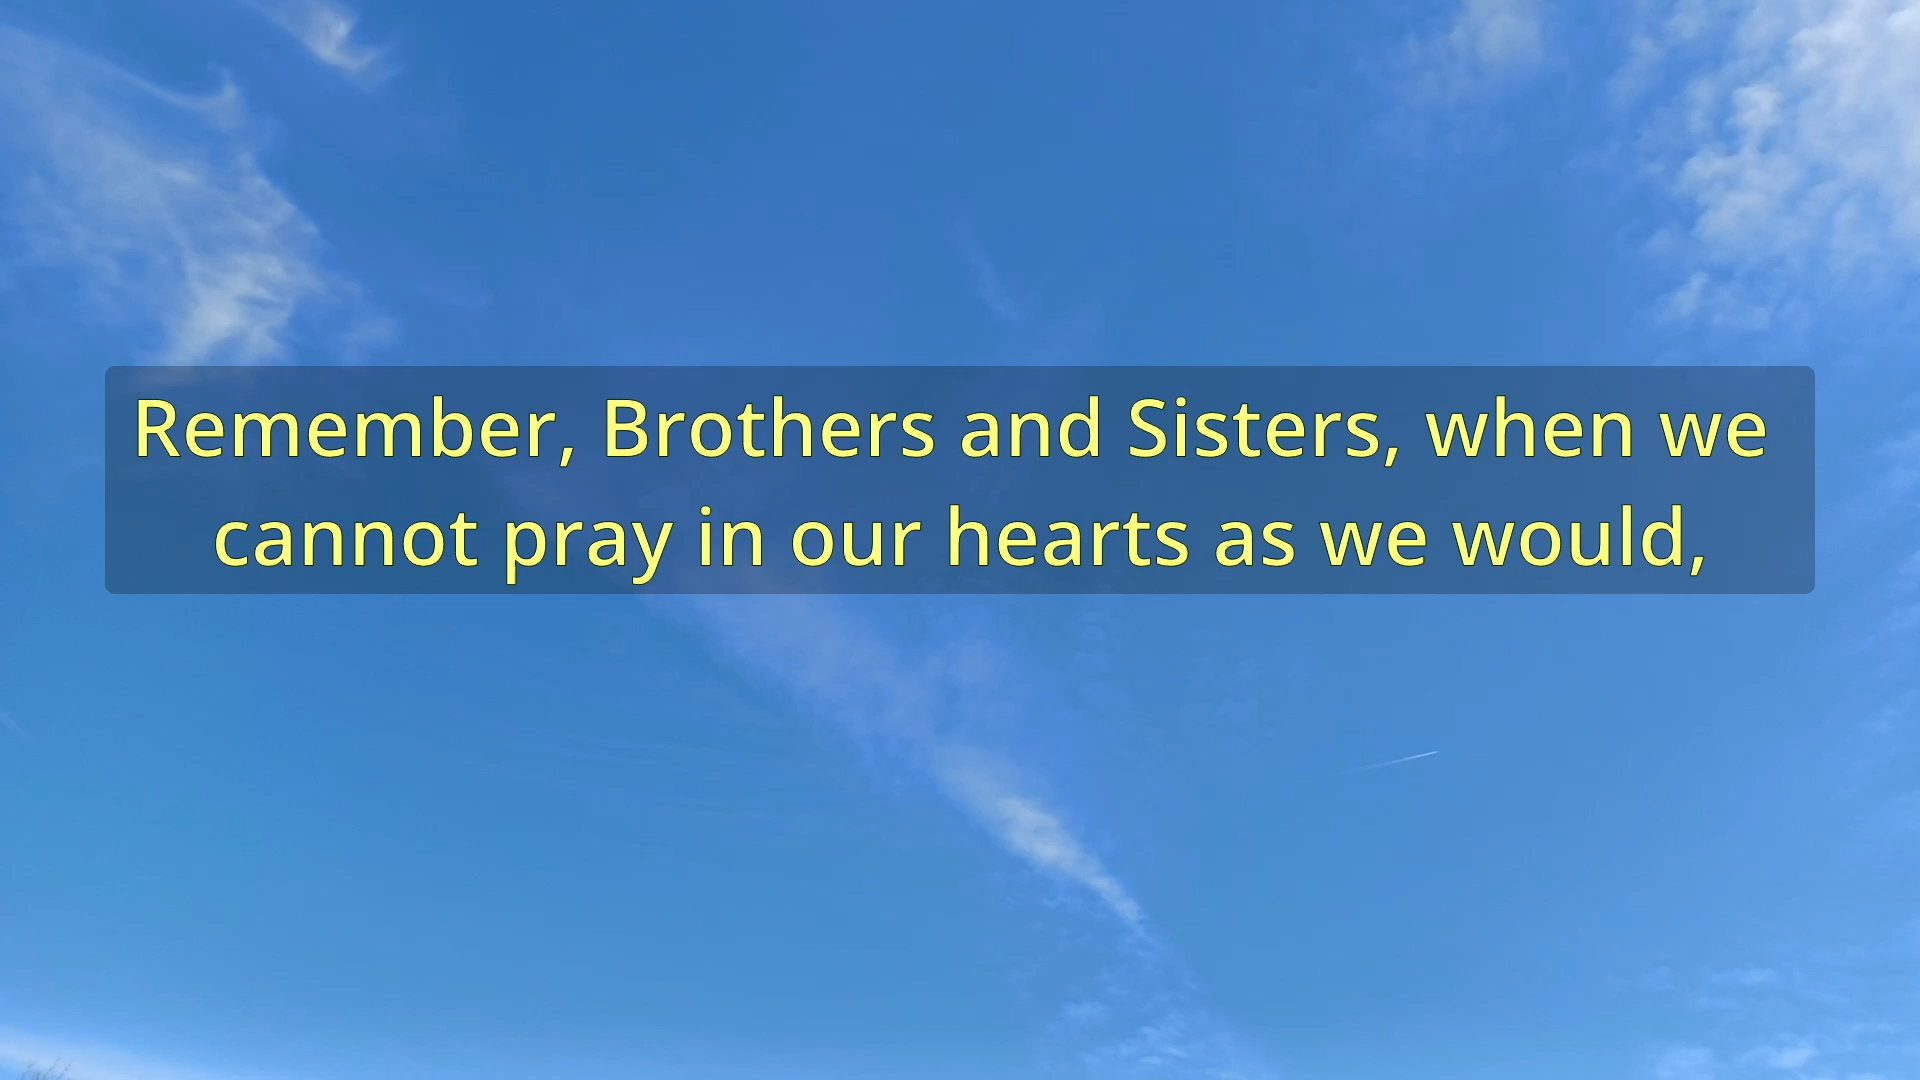 Remember, Brothers and Sisters, when we
cannot pray in our hearts as we would,